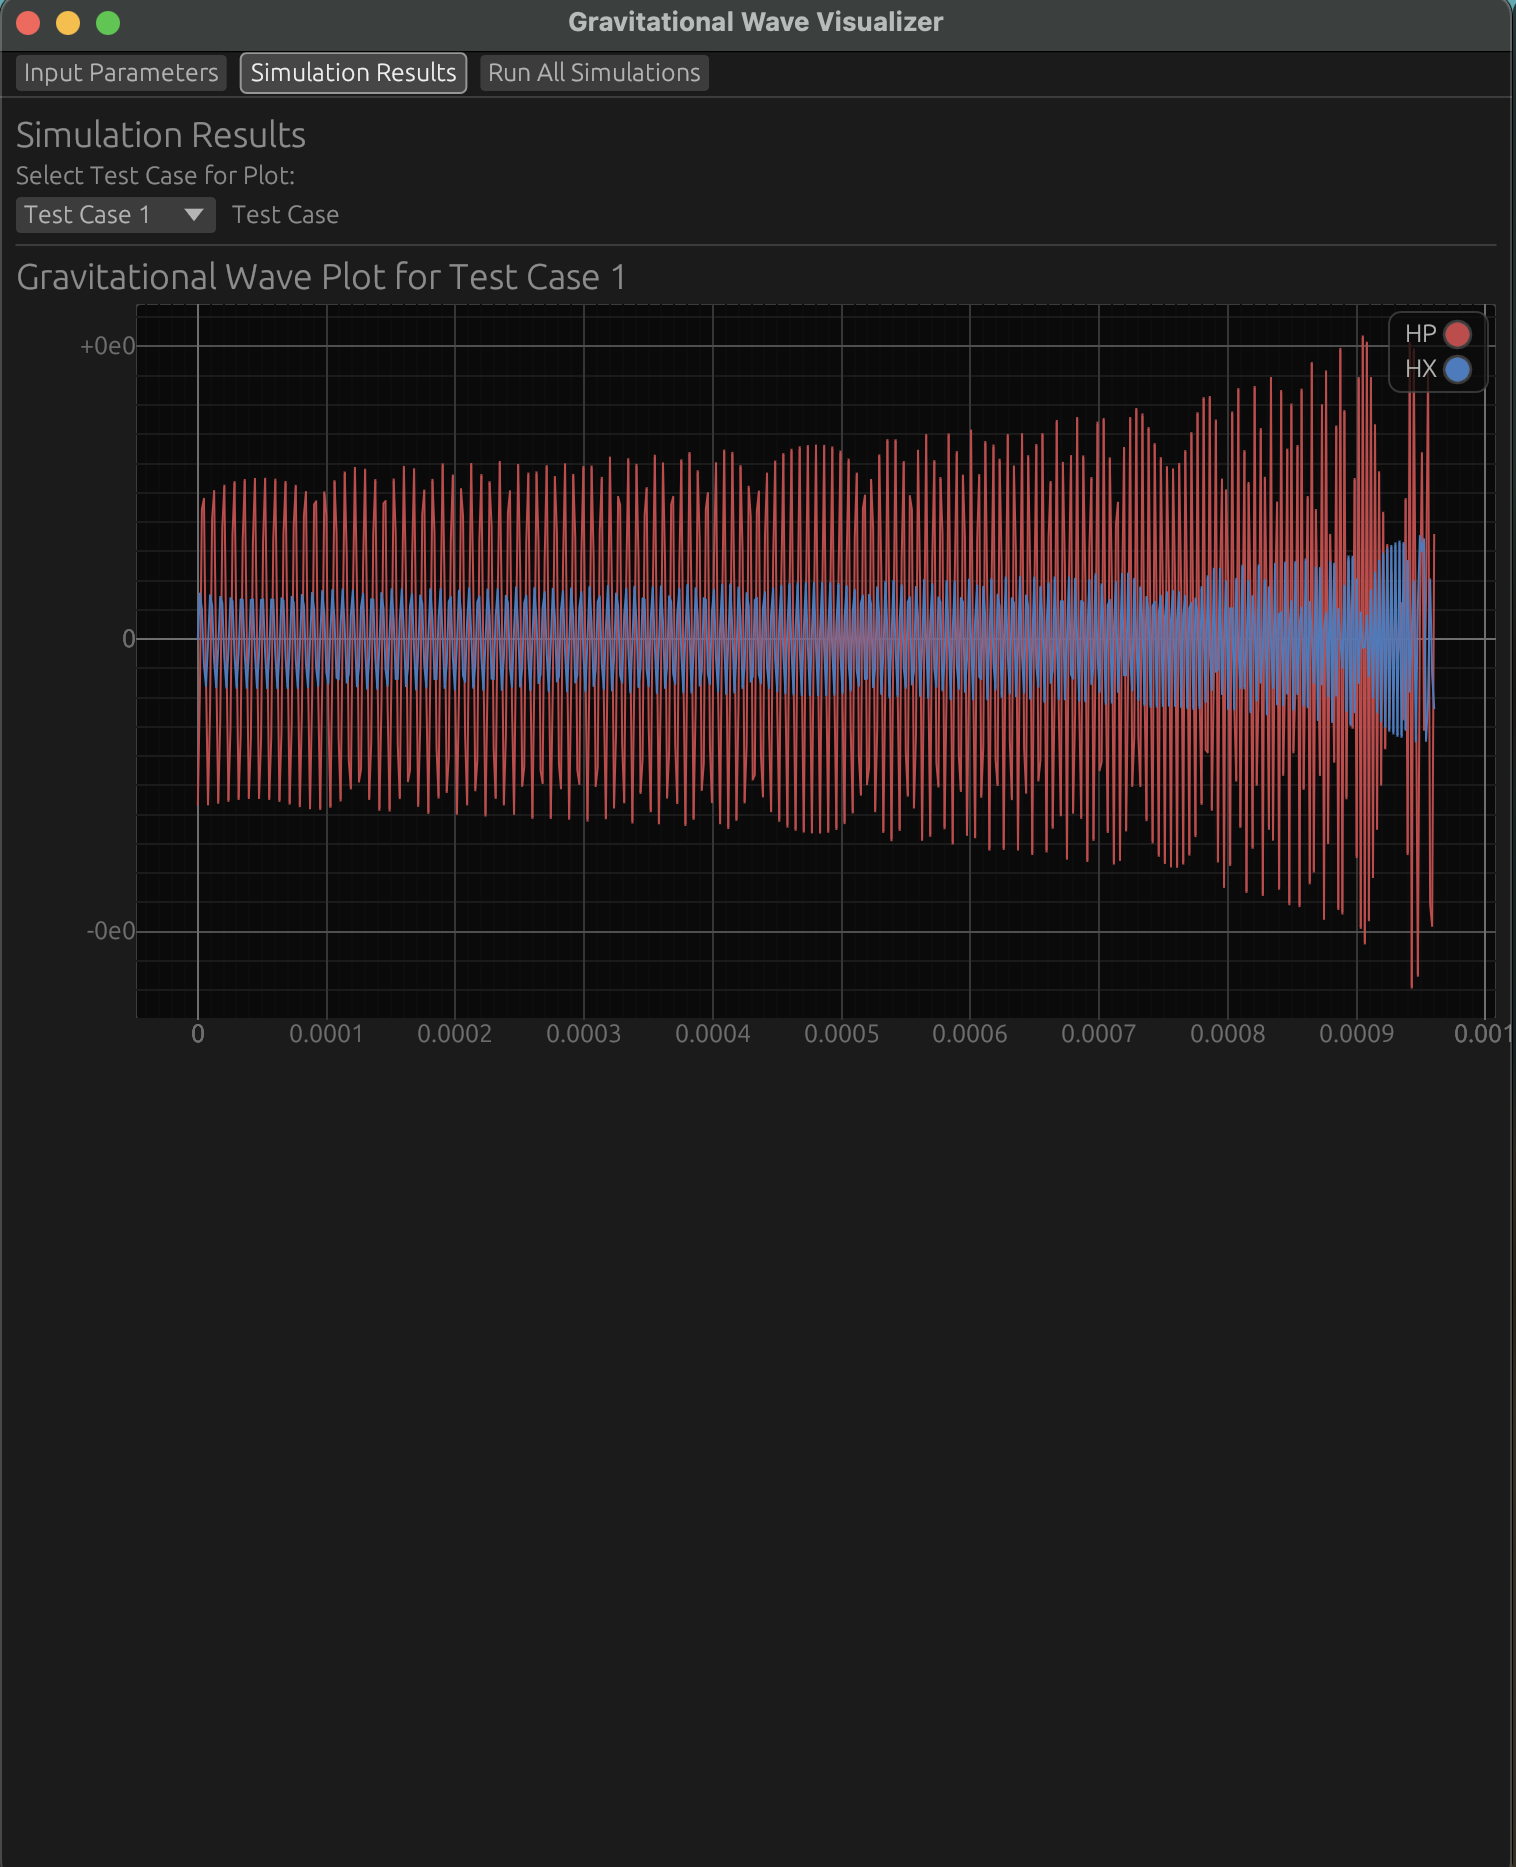 Gravitational Wave Visualizer
Input Parameters Simulation Results Run All Simulations
Simulation Results
Select Test Case for Plot:
Test Case 1 Test Case
Gravitational Wave Plot for Test Case 1
HP
HX
+0e0
0
-0e0
0 0.0001 0.0002 0.0003 0.0004 0.0005 0.0006 0.0007 0.0008 0.0009 0.001